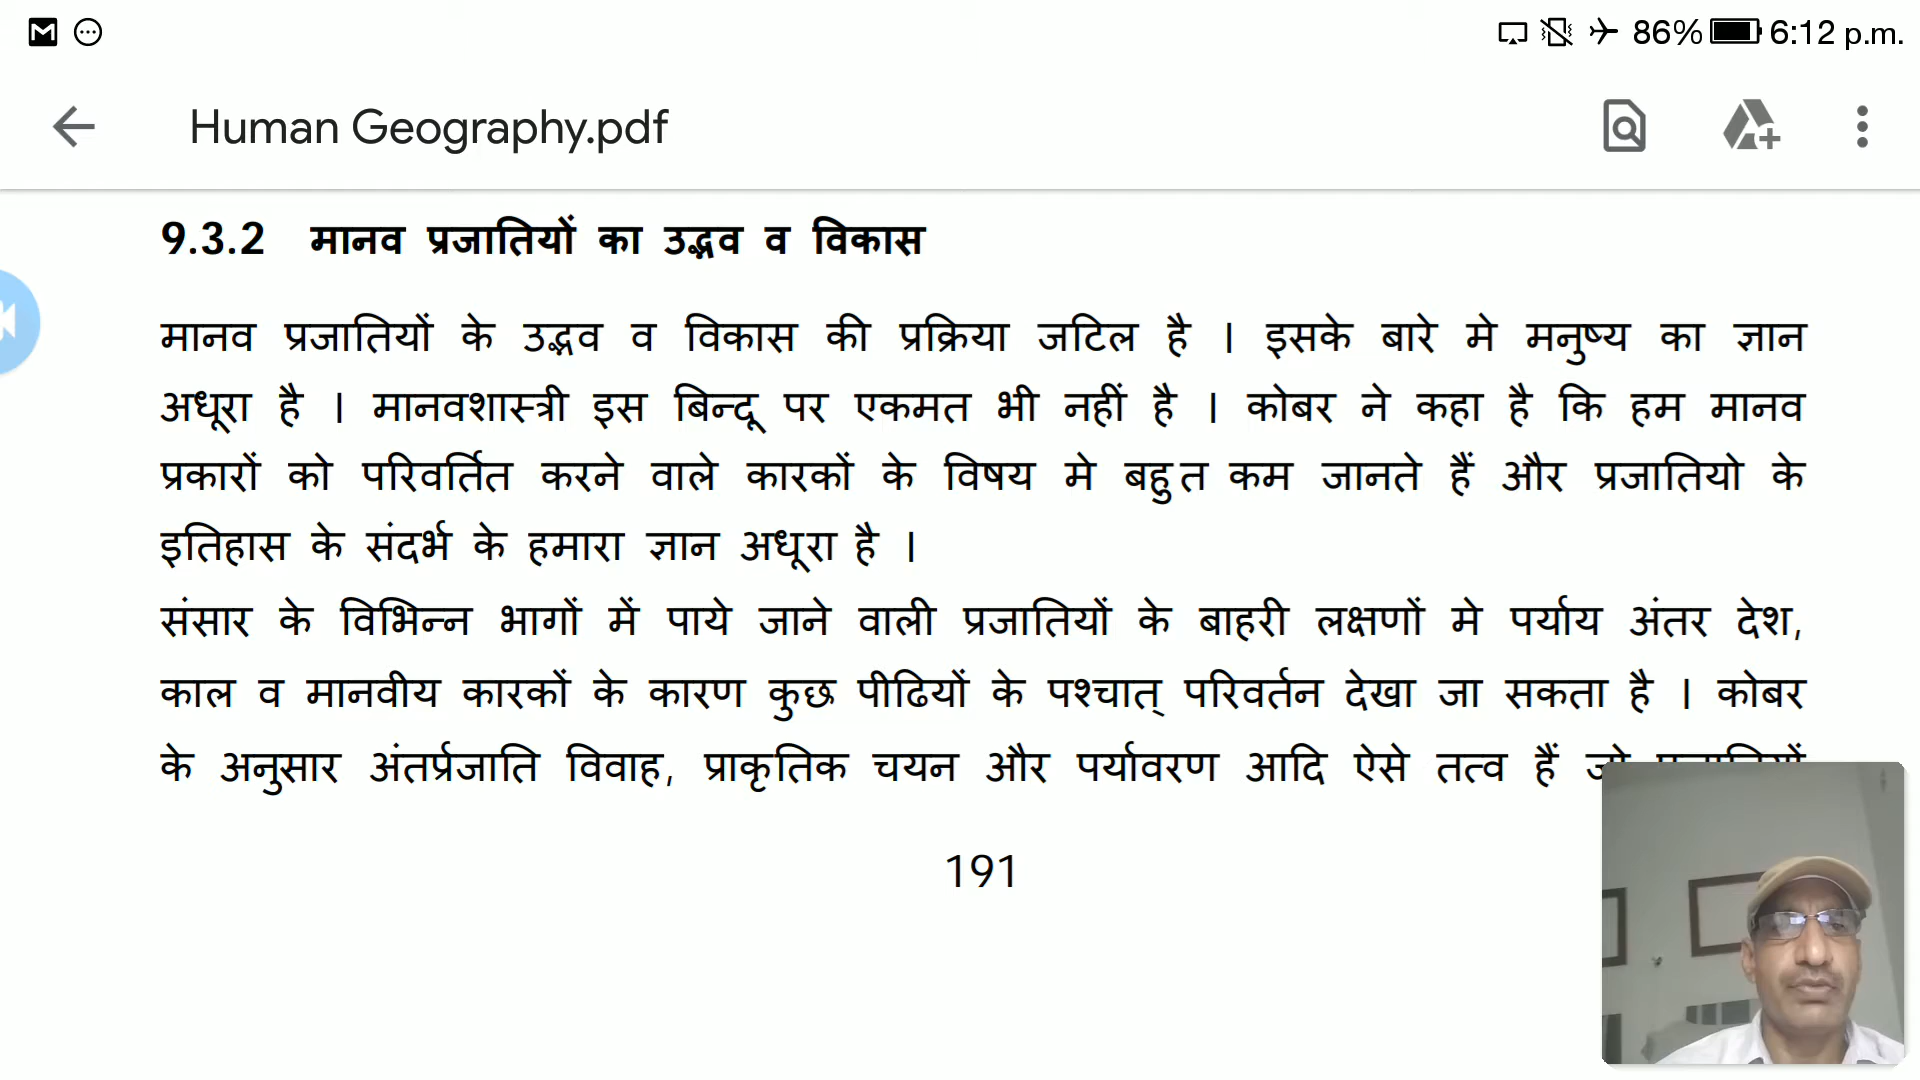 86% 6:12 p.m.
Human Geography.pdf
9.3.2 मानव प्रजातियों का उद्भव व विकास
मानव प्रजातियों के उद्भव व विकास की प्रक्रिया जटिल है । इसके बारे मे मनुष्य का ज्ञान
अधूरा है । मानवशास्त्री इस बिन्दू पर एकमत भी नहीं है । कोबर ने कहा है कि हम मानव
प्रकारों को परिवर्तित करने वाले कारकों के विषय मे बहुत कम जानते हैं और प्रजातियो के
इतिहास के संदर्भ के हमारा ज्ञान अधूरा है ।
संसार के विभिन्न भागों में पाये जाने वाली प्रजातियों के बाहरी लक्षणों मे पर्याय अंतर देश,
काल व मानवीय कारकों के कारण कुछ पीढियों के पश्चात् परिवर्तन देखा जा सकता है । कोबर
के अनुसार अंतर्प्रजाति विवाह, प्राकृतिक चयन और पर्यावरण आदि ऐसे तत्व हैं
191